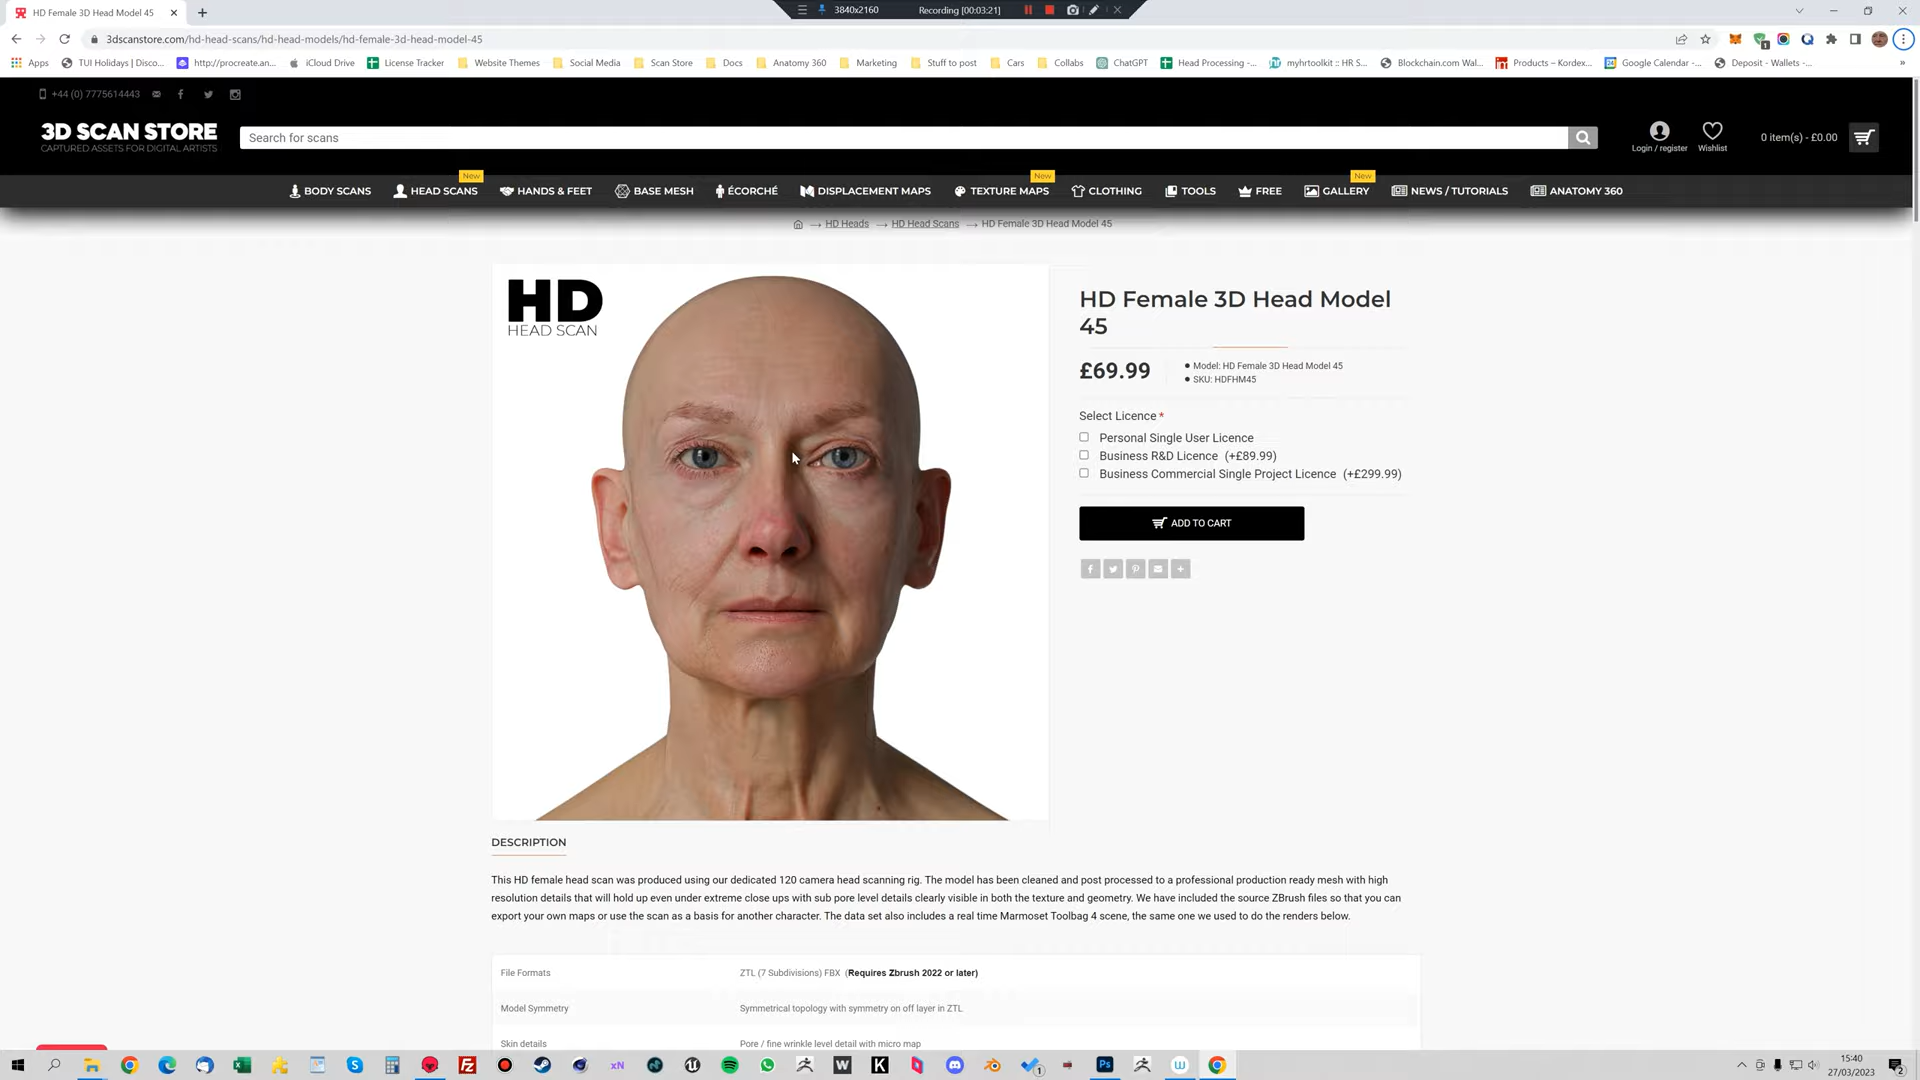 HD Female 3D Head Model 45
3840x2160
Recording [00:03:21]
3dscanstore.com/hd-head-scans/hd-head-models/hd-female-3d-head-model-45
Apps
TUI Holidays | Disco...
http://procreate.an...
iCloud Drive
License Tracker
Website Themes
Social Media
Scan Store
Docs
Anatomy 360
Marketing
Stuff to post
Cars
Collabs
ChatGPT
Head Processing -...
myhrtoolkit :: HR S...
Blockchain.com Wal...
Products – Kordex...
Google Calendar -...
Deposit - Wallets -...
»
+44 (0) 7775614443
3D SCAN STORE
CAPTURED ASSETS FOR DIGITAL ARTISTS
Search for scans
Login / register
Wishlist
0 item(s) - £0.00
New
New
New
BODY SCANS
HEAD SCANS
HANDS & FEET
BASE MESH
ÉCORCHÉ
DISPLACEMENT MAPS
TEXTURE MAPS
CLOTHING
TOOLS
FREE
GALLERY
NEWS / TUTORIALS
ANATOMY 360
HD Heads
HD Head Scans
HD Female 3D Head Model 45
HD
HEAD SCAN
HD Female 3D Head Model
45
£69.99
Model: HD Female 3D Head Model 45
SKU: HDFHM45
Select Licence *
Personal Single User Licence
Business R&D Licence (+£89.99)
Business Commercial Single Project Licence (+£299.99)
ADD TO CART
DESCRIPTION
This HD female head scan was produced using our dedicated 120 camera head scanning rig. The model has been cleaned and post processed to a professional production ready mesh with high
resolution details that will hold up even under extreme close ups with sub pore level details clearly visible in both the texture and geometry. We have included the source ZBrush files so that you can
export your own maps or use the scan as a basis for another character. The data set also includes a real time Marmoset Toolbag 4 scene, the same one we used to do the renders below.
File Formats
ZTL (7 Subdivisions) FBX (Requires Zbrush 2022 or later)
Model Symmetry
Symmetrical topology with symmetry on off layer in ZTL
Skin details
Pore / fine wrinkle level detail with micro map
15:40
27/03/2023